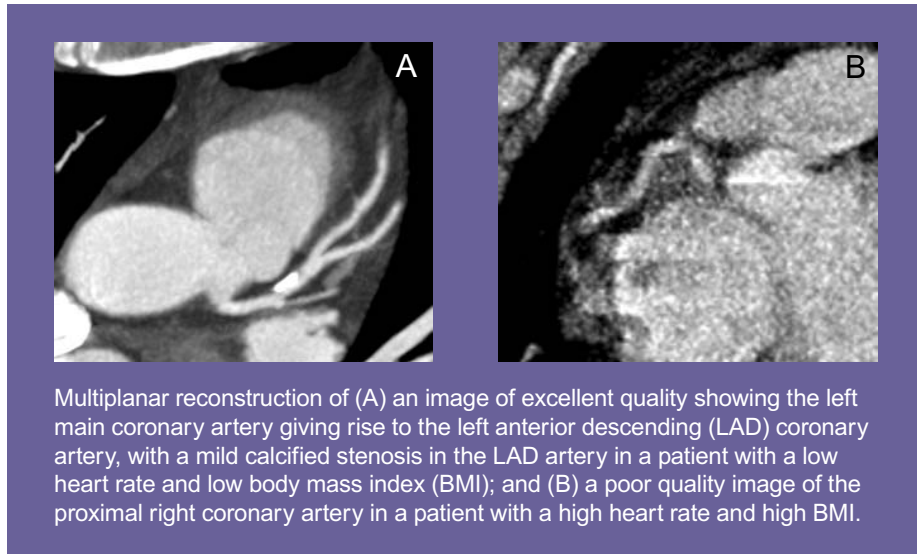 A
B
Multiplanar reconstruction of (A) an image of excellent quality showing the left
main coronary artery giving rise to the left anterior descending (LAD) coronary
artery, with a mild calcified stenosis in the LAD artery in a patient with a low
heart rate and low body mass index (BMI); and (B) a poor quality image of the
proximal right coronary artery in a patient with a high heart rate and high BMI.